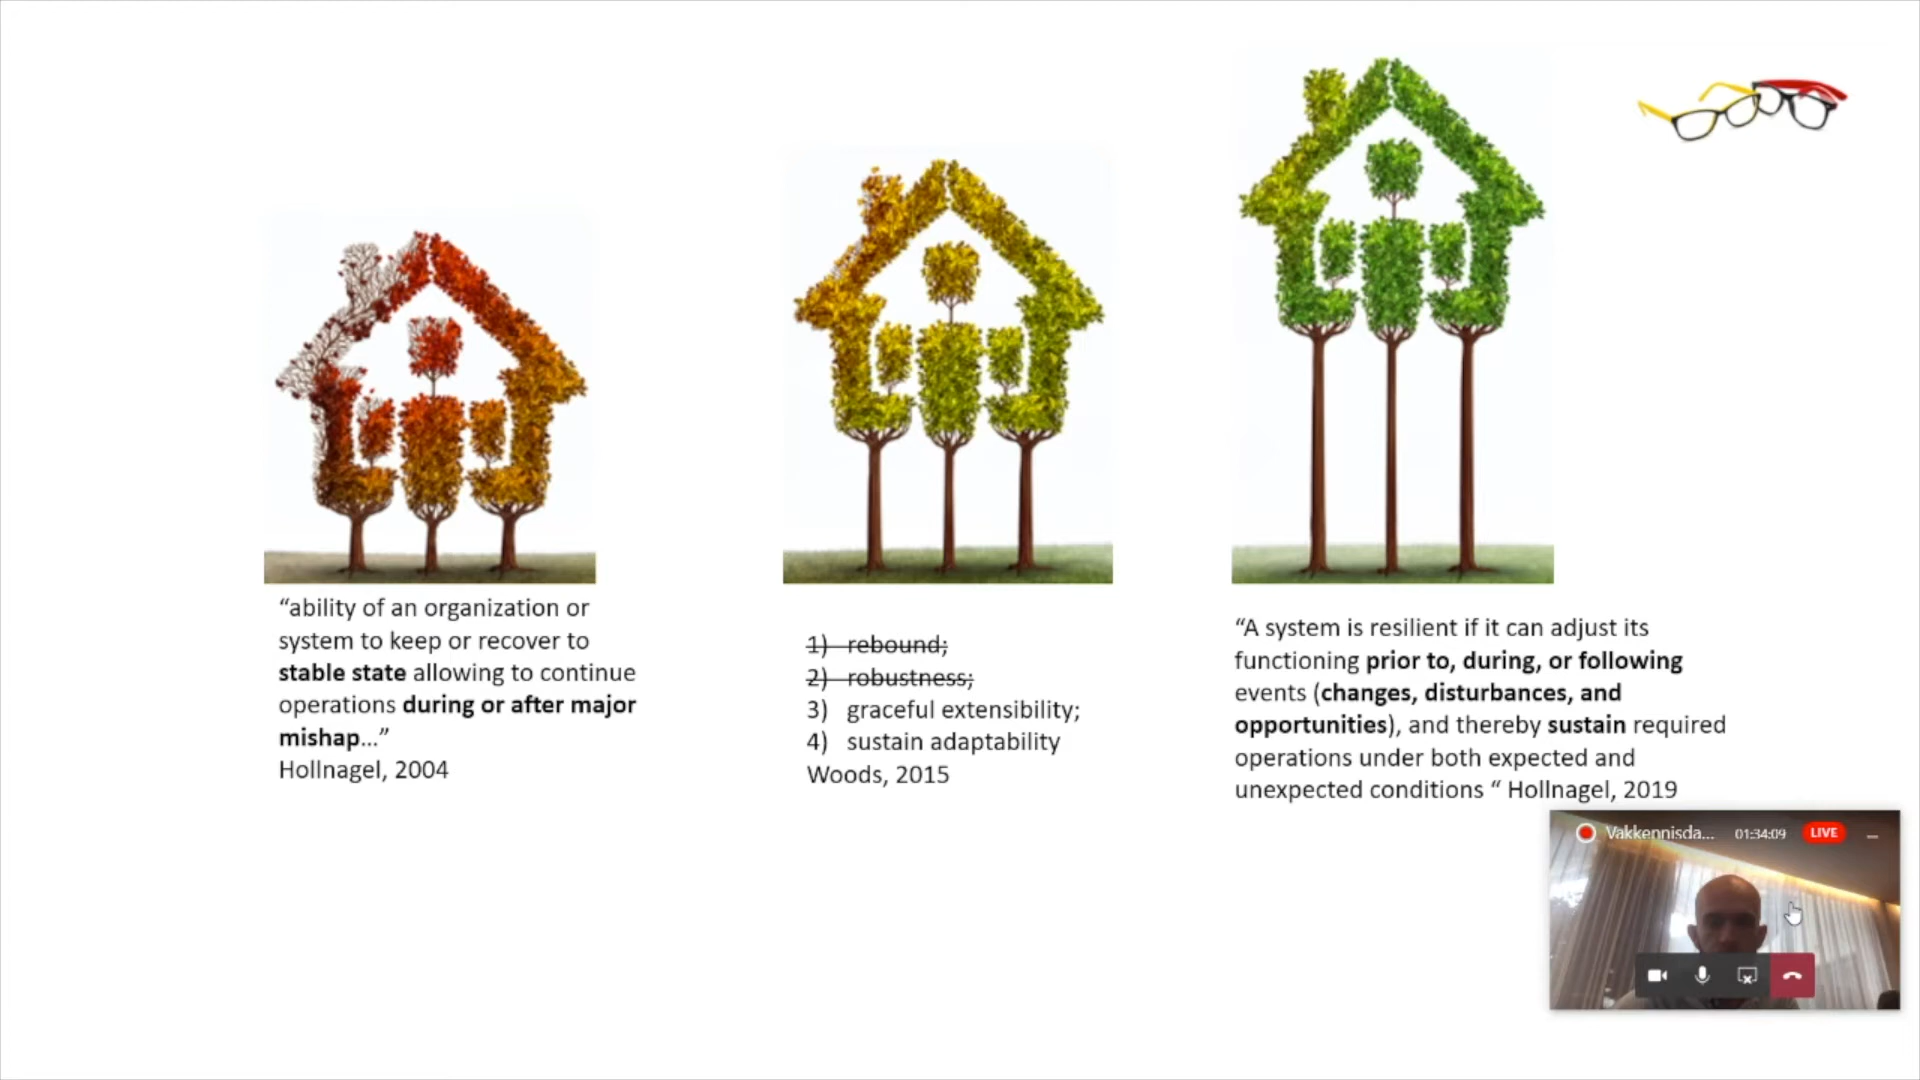 “ability of an organization or
system to keep or recover to
stable state allowing to continue
operations during or after major
mishap...”
Hollnagel, 2004
1) rebound;
2) robustness;
3) graceful extensibility;
4) sustain adaptability
Woods, 2015
“A system is resilient if it can adjust its
functioning prior to, during, or following
events (changes, disturbances, and
opportunities), and thereby sustain required
operations under both expected and
unexpected conditions “ Hollnagel, 2019
Vakkennisda... 01:34:09 LIVE